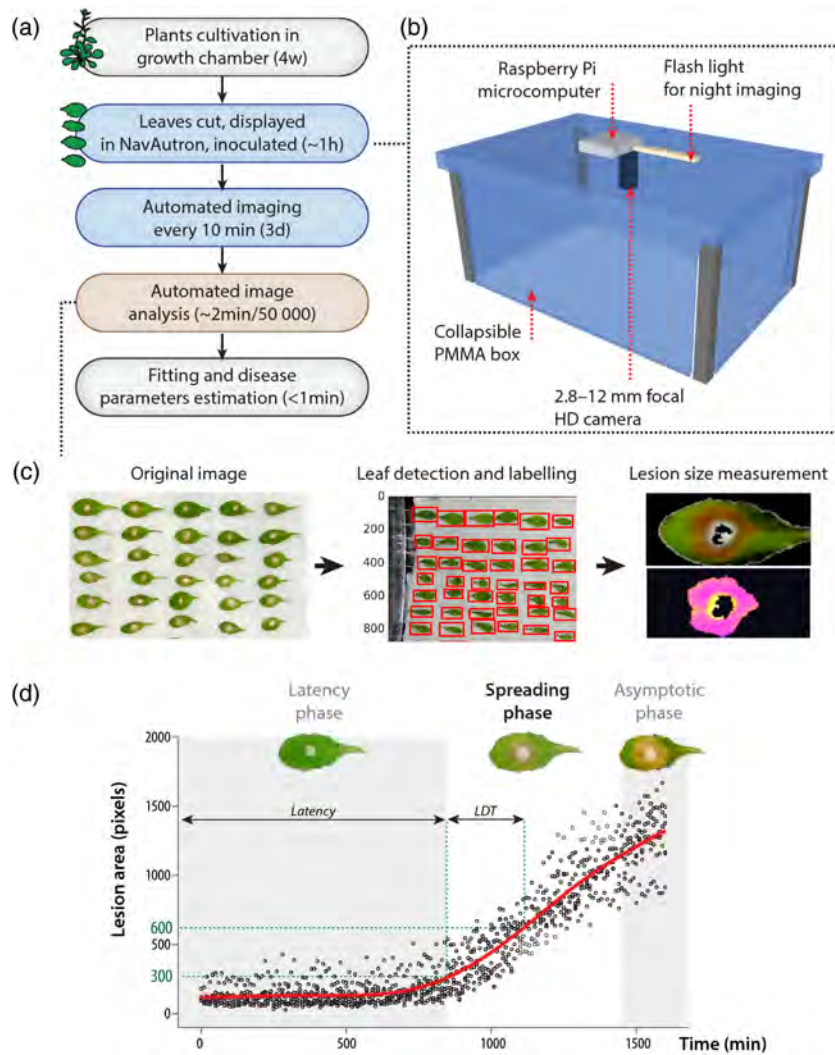 (a)
Plants cultivation in
growth chamber (4w)
Leaves cut, displayed
in NavAutron, inoculated (~1h)
Automated imaging
every 10 min (3d)
Automated image
analysis (~2min/50 000)
Fitting and disease
parameters estimation (<1min)
(b)
Raspberry Pi
microcomputer
Flash light
for night imaging
Collapsible
PMMA box
2.8–12 mm focal
HD camera
(c)
Original image
Leaf detection and labelling
Lesion size measurement
0
200
400
600
800
(d)
Latency
phase
Spreading
phase
Asymptotic
phase
Latency
LDT
Lesion area (pixels)
2000
1500
1000
600
500
300
0
0
500
1000
1500
Time (min)